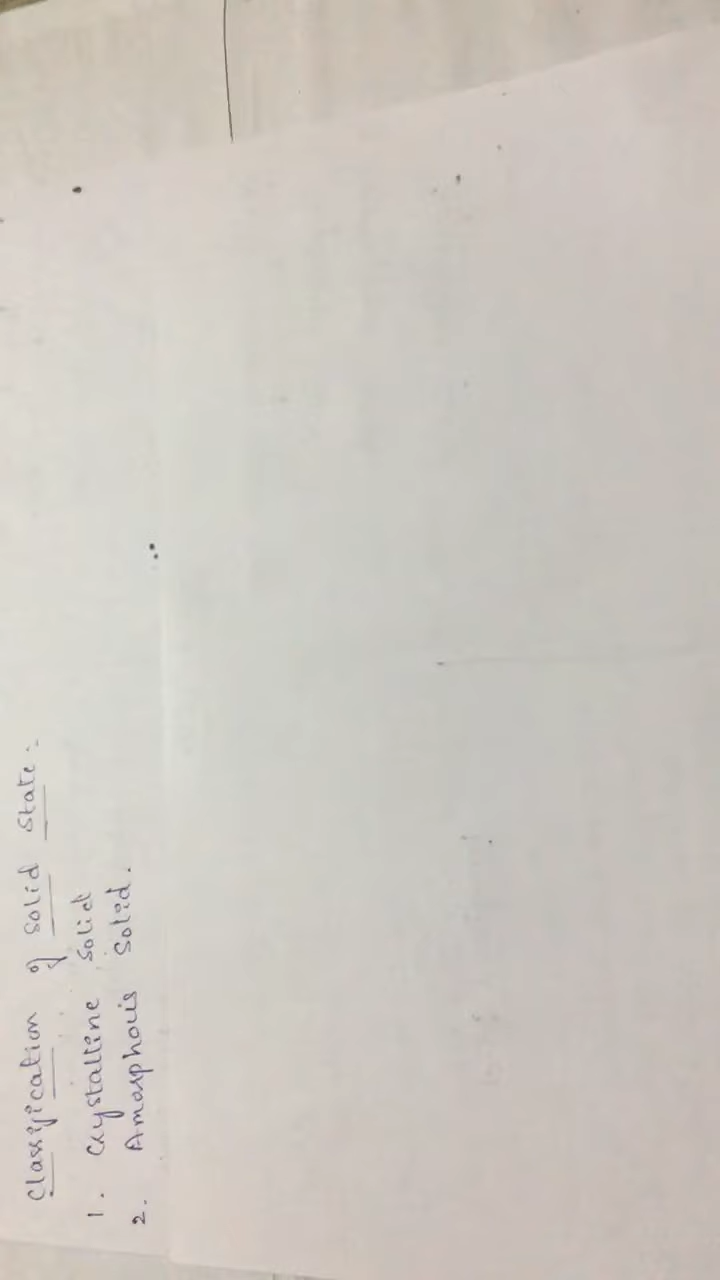 Classification of solid state :
1. Crystalline solid
2. Amorphous solid.